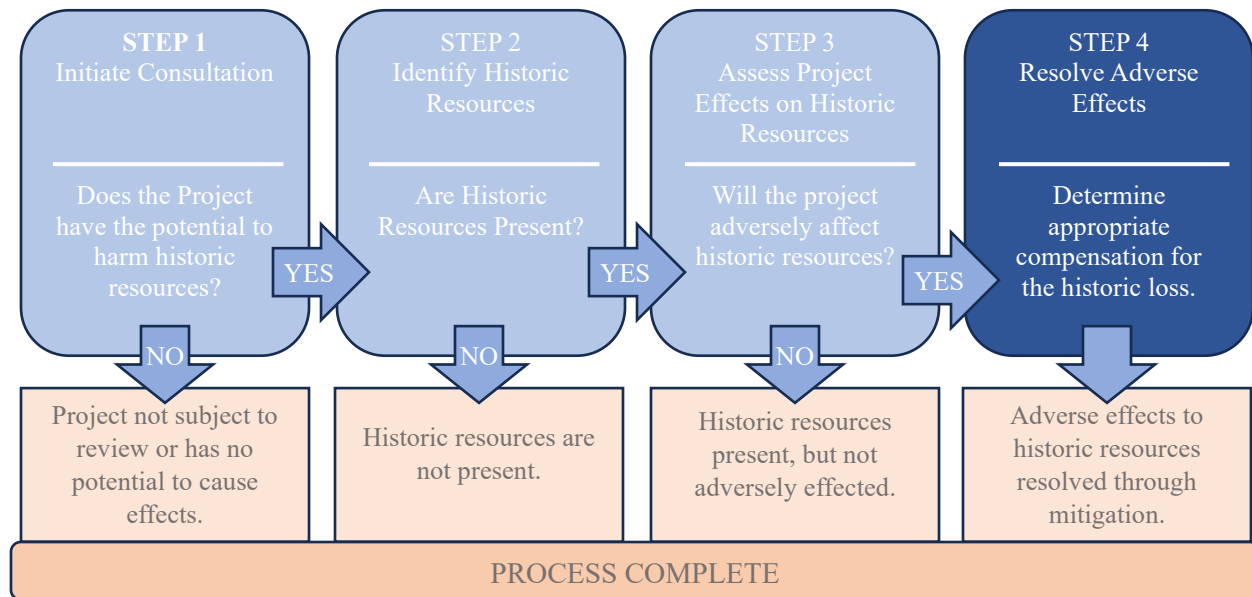 STEP 1
Initiate Consultation
Does the Project
have the potential to
harm historic
resources?
YES
NO
Project not subject to
review or has no
potential to cause
effects.
STEP 2
Identify Historic
Resources
Are Historic
Resources Present?
YES
NO
Historic resources are
not present.
STEP 3
Assess Project
Effects on Historic
Resources
Will the project
adversely affect
historic resources?
YES
NO
Historic resources
present, but not
adversely effected.
STEP 4
Resolve Adverse
Effects
Determine
appropriate
compensation for
the historic loss.
Adverse effects to
historic resources
resolved through
mitigation.
PROCESS COMPLETE